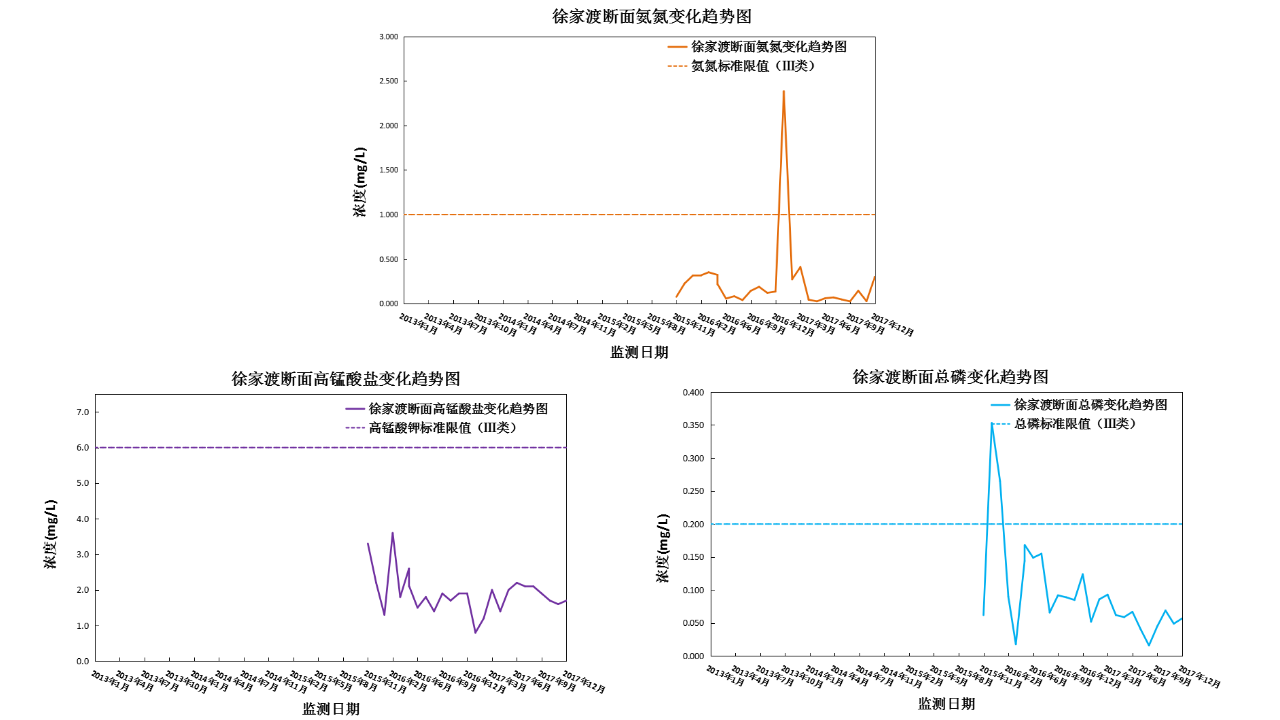 徐家渡断面氨氮变化趋势图
徐家渡断面氨氮变化趋势图
氨氮标准限值（Ⅲ类）
3.000
2.500
2.000
1.500
1.000
0.500
0.000
浓度(mg/L)
2013年1月 2013年4月 2013年7月 2013年10月 2014年1月 2014年4月 2014年7月 2014年11月 2015年2月 2015年5月 2015年8月 2015年11月 2016年2月 2016年6月 2016年9月 2016年12月 2017年3月 2017年6月 2017年9月 2017年12月
监测日期
徐家渡断面高锰酸盐变化趋势图
徐家渡断面高锰酸盐变化趋势图
高锰酸钾标准限值（Ⅲ类）
7.0
6.0
5.0
4.0
3.0
2.0
1.0
0.0
浓度(mg/L)
2013年1月 2013年4月 2013年7月 2013年10月 2014年1月 2014年4月 2014年7月 2014年11月 2015年2月 2015年5月 2015年8月 2015年11月 2016年2月 2016年6月 2016年9月 2016年12月 2017年3月 2017年6月 2017年9月 2017年12月
监测日期
徐家渡断面总磷变化趋势图
徐家渡断面总磷变化趋势图
总磷标准限值（Ⅲ类）
0.400
0.350
0.300
0.250
0.200
0.150
0.100
0.050
0.000
浓度(mg/L)
2013年1月 2013年4月 2013年7月 2013年10月 2014年1月 2014年4月 2014年7月 2014年11月 2015年2月 2015年5月 2015年8月 2015年11月 2016年2月 2016年6月 2016年9月 2016年12月 2017年3月 2017年6月 2017年9月 2017年12月
监测日期